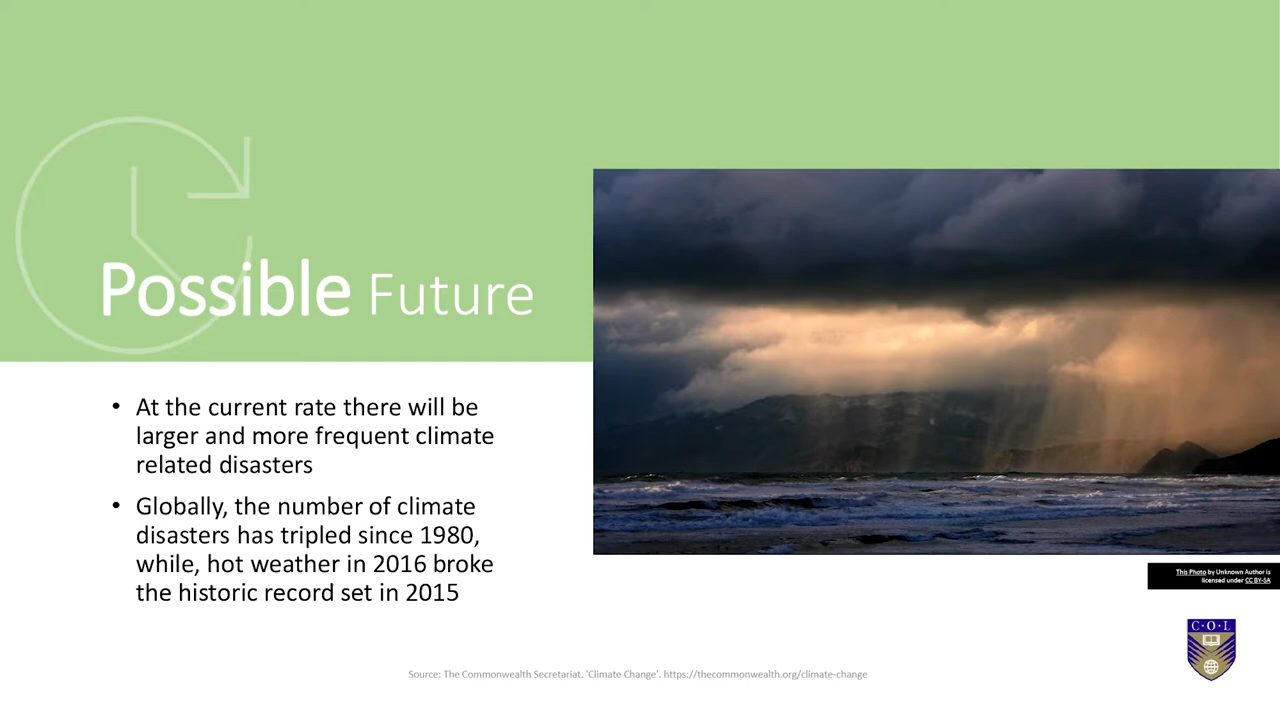 Possible Future
• At the current rate there will be
larger and more frequent climate
related disasters
• Globally, the number of climate
disasters has tripled since 1980,
while, hot weather in 2016 broke
the historic record set in 2015
This Photo by Unknown Author is
licensed under CC BY-SA
C·O·L
Source: The Commonwealth Secretariat. 'Climate Change'. https://thecommonwealth.org/climate-change